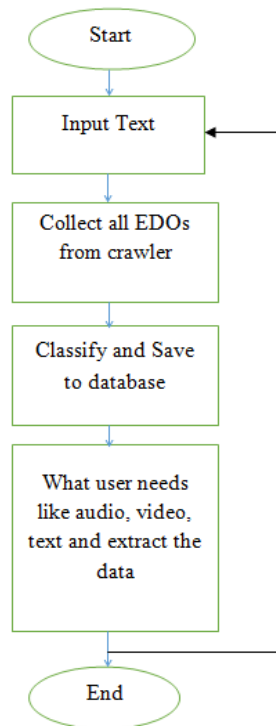 Start
Input Text
Collect all EDOs
from crawler
Classify and Save
to database
What user needs
like audio, video,
text and extract the
data
End